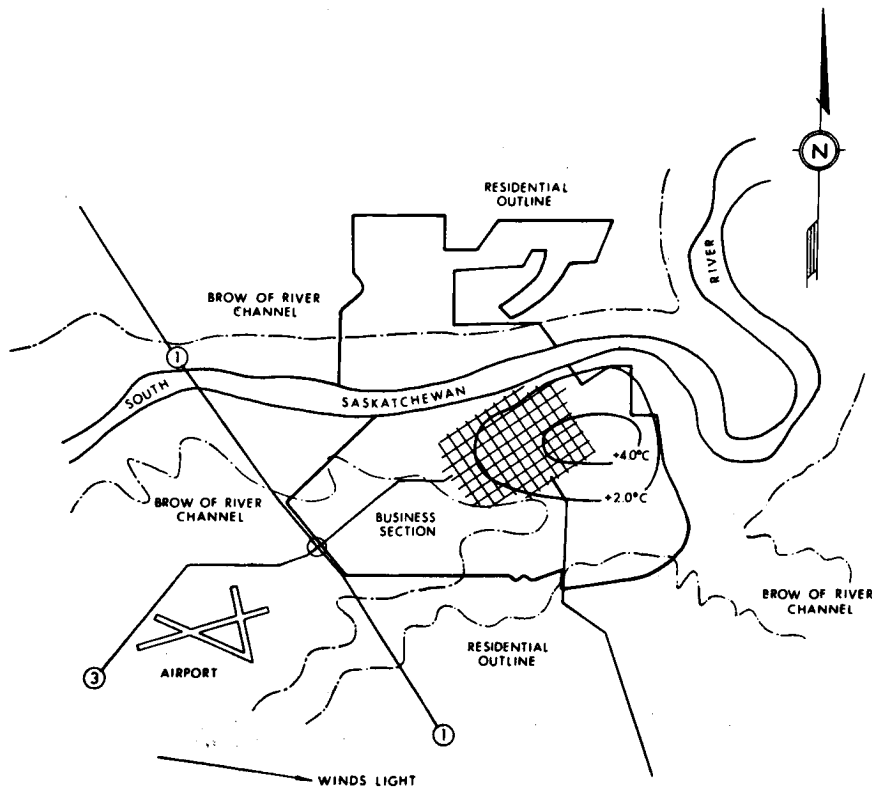 N
RESIDENTIAL
OUTLINE
RIVER
BROW OF RIVER
CHANNEL
1
SOUTH
SASKATCHEWAN
+4.0°C
+2.0°C
BROW OF RIVER
CHANNEL
BUSINESS
SECTION
BROW OF RIVER
CHANNEL
RESIDENTIAL
OUTLINE
3
AIRPORT
1
WINDS LIGHT